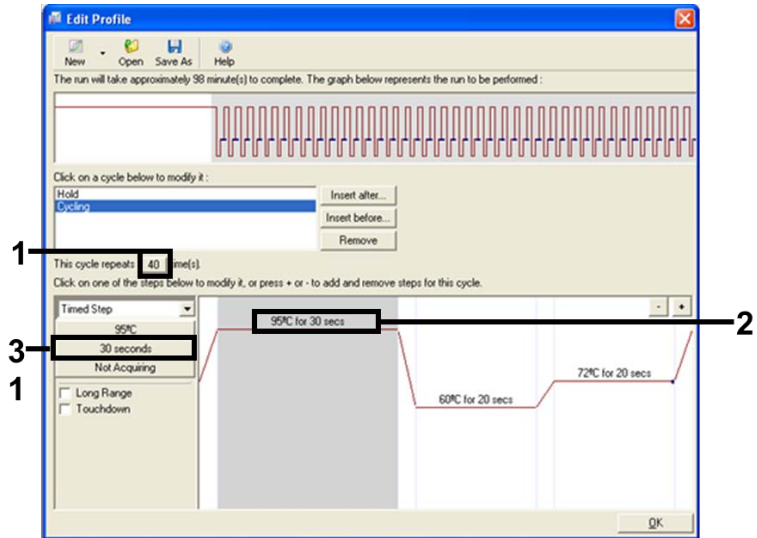 Edit Profile
New Open Save As Help
The run will take approximately 98 minute(s) to complete. The graph below represents the run to be performed :
Click on a cycle below to modify it :
Hold
Cycling
Insert after...
Insert before...
Remove
1
This cycle repeats 40 time(s).
Click on one of the steps below to modify it, or press + or - to add and remove steps for this cycle.
Timed Step
- +
95ºC
95ºC for 30 secs
2
3
30 seconds
Not Acquiring
72ºC for 20 secs
1
Long Range
60ºC for 20 secs
Touchdown
OK